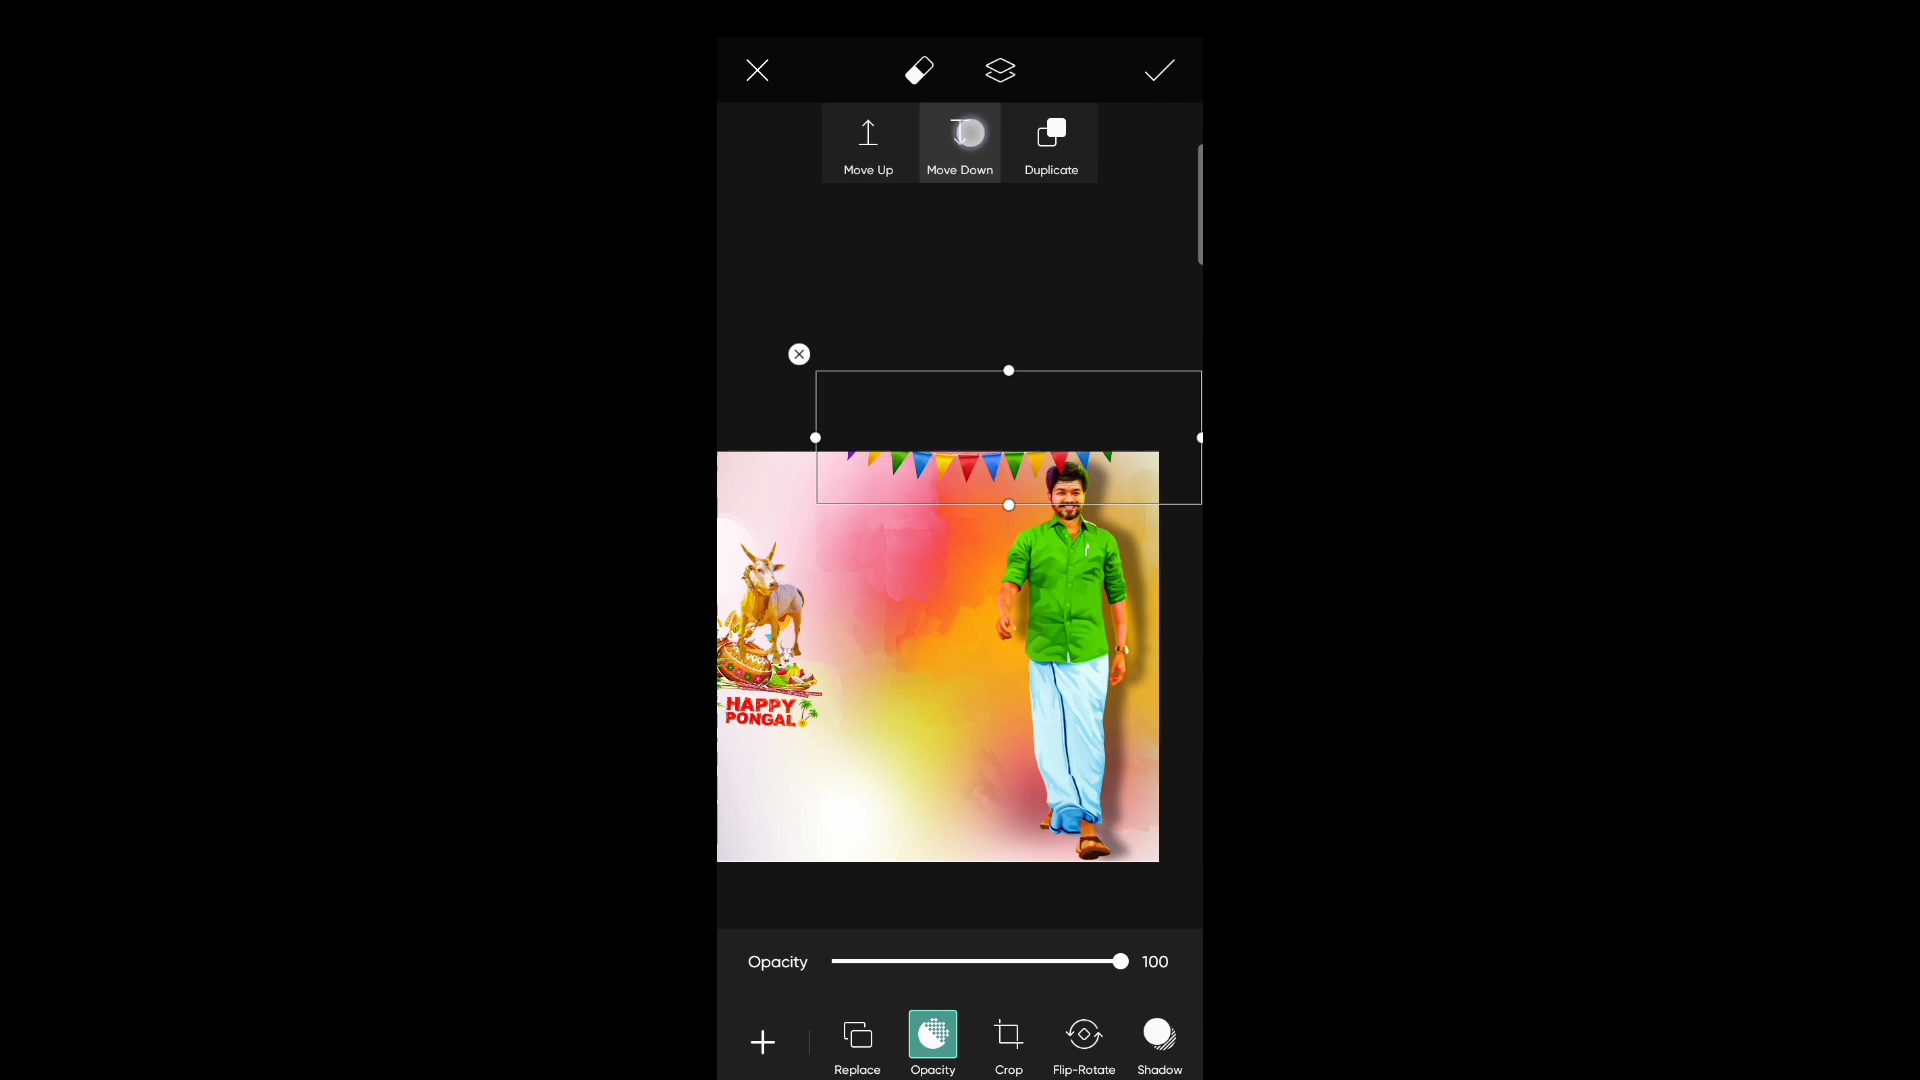 Move Up
Move Down
Duplicate
HAPPY
PONGAL
Opacity
100
Replace
Opacity
Crop
Flip-Rotate
Shadow